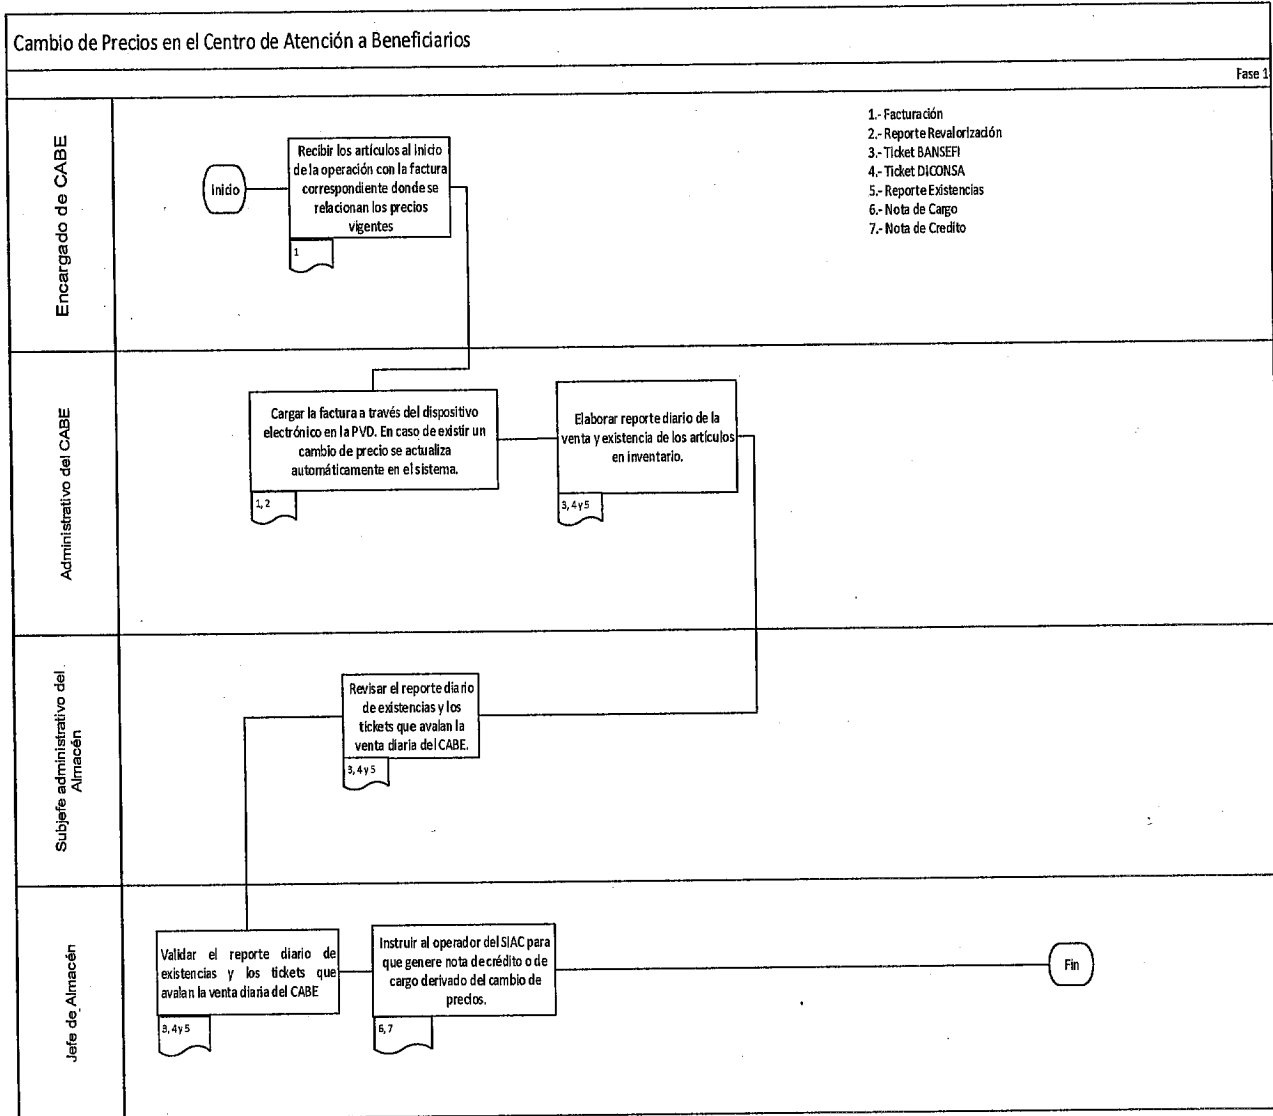 Cambio de Precios en el Centro de Atención a Beneficiarios
Fase 1
Encargado de CABE
Inicio
Recibir los artículos al inicio
de la operación con la factura
correspondiente donde se
relacionan los precios
vigentes
1
1.- Facturación
2.- Reporte Revalorización
3.- Ticket BANSEFI
4.- Ticket DICONSA
5.- Reporte Existencias
6.- Nota de Cargo
7.- Nota de Credito
Administrativo del CABE
Cargar la factura a través del dispositivo
electrónico en la PVD. En caso de existir un
cambio de precio se actualiza
automáticamente en el sistema.
1, 2
Elaborar reporte diario de la
venta y existencia de los artículos
en inventario.
3, 4 y 5
Subjefe administrativo del
Almacén
Revisar el reporte diario
de existencias y los
tickets que avalan la
venta diaria del CABE.
3, 4 y 5
Jefe de Almacén
Validar el reporte diario de
existencias y los tickets que
avalan la venta diaria del CABE
3, 4 y 5
Instruir al operador del SIAC para
que genere nota de crédito o de
cargo derivado del cambio de
precios.
6, 7
Fin